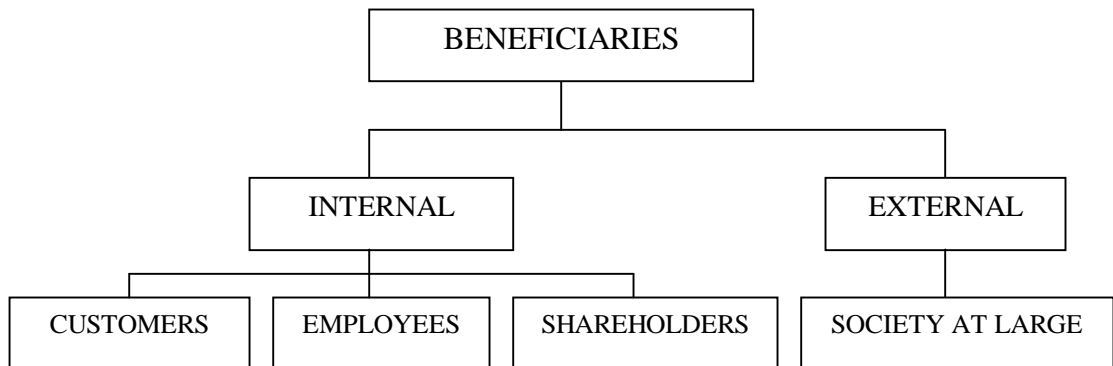 BENEFICIARIES
INTERNAL
EXTERNAL
CUSTOMERS
EMPLOYEES
SHAREHOLDERS
SOCIETY AT LARGE